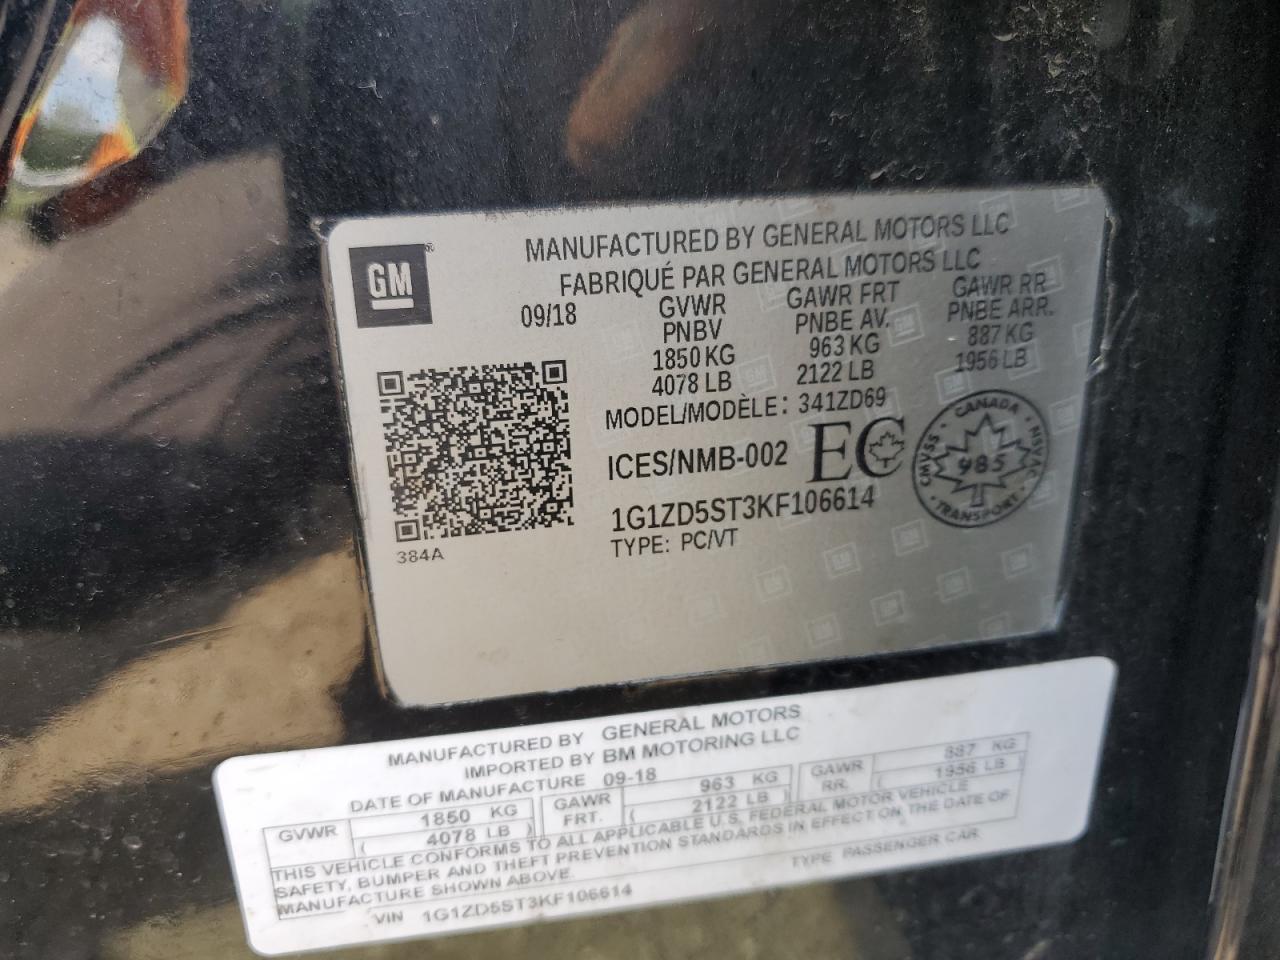 GM
MANUFACTURED BY GENERAL MOTORS LLC
FABRIQUÉ PAR GENERAL MOTORS LLC
09/18 GVWR GAWR FRT GAWR RR
PNBV PNBE AV. PNBE ARR.
1850 KG 963 KG 887 KG
4078 LB 2122 LB 1956 LB
MODEL/MODÈLE: 341ZD69
ICES/NMB-002 EC
CANADA
CMVSS 985 NSVAC
TRANSPORT
1G1ZD5ST3KF106614
TYPE: PC/VT
384A
MANUFACTURED BY GENERAL MOTORS
IMPORTED BY BM MOTORING LLC
DATE OF MANUFACTURE 09-18
GVWR 1850 KG GAWR 963 KG GAWR 887 KG
( 4078 LB ) FRT. ( 2122 LB ) RR. ( 1956 LB )
THIS VEHICLE CONFORMS TO ALL APPLICABLE U.S. FEDERAL MOTOR VEHICLE
SAFETY, BUMPER AND THEFT PREVENTION STANDARDS IN EFFECT ON THE DATE OF
MANUFACTURE SHOWN ABOVE.
VIN 1G1ZD5ST3KF106614 TYPE PASSENGER CAR